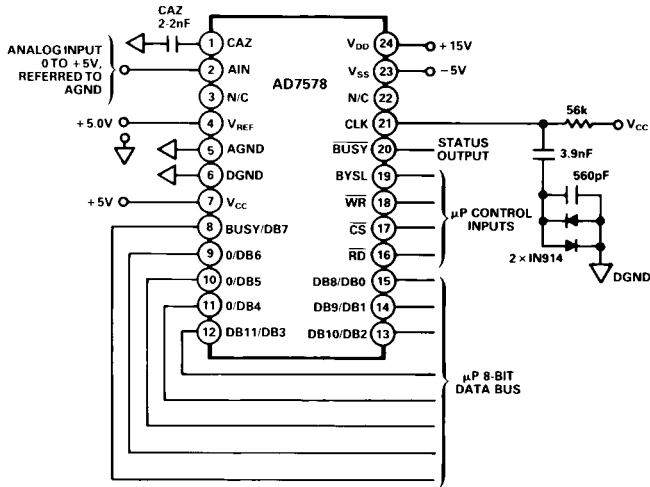 CAZ
2-2nF
ANALOG INPUT
0 TO +5V,
REFERRED TO
AGND
+5.0V
+5V
AD7578
1 CAZ
2 AIN
3 N/C
4 VREF
5 AGND
6 DGND
7 VCC
8 BUSY/DB7
9 0/DB6
10 0/DB5
11 0/DB4
12 DB11/DB3
VDD 24
VSS 23
N/C 22
CLK 21
BUSY 20
BYSL 19
WR 18
CS 17
RD 16
DB8/DB0 15
DB9/DB1 14
DB10/DB2 13
+15V
-5V
56k
VCC
STATUS
OUTPUT
3.9nF
560pF
µP CONTROL
INPUTS
2 × IN914
DGND
µP 8-BIT
DATA BUS